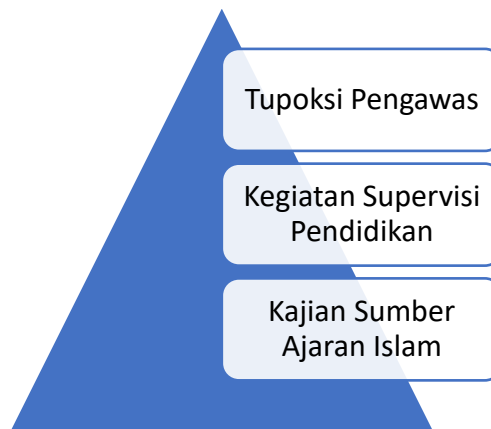 Tupoksi Pengawas
Kegiatan Supervisi
Pendidikan
Kajian Sumber
Ajaran Islam